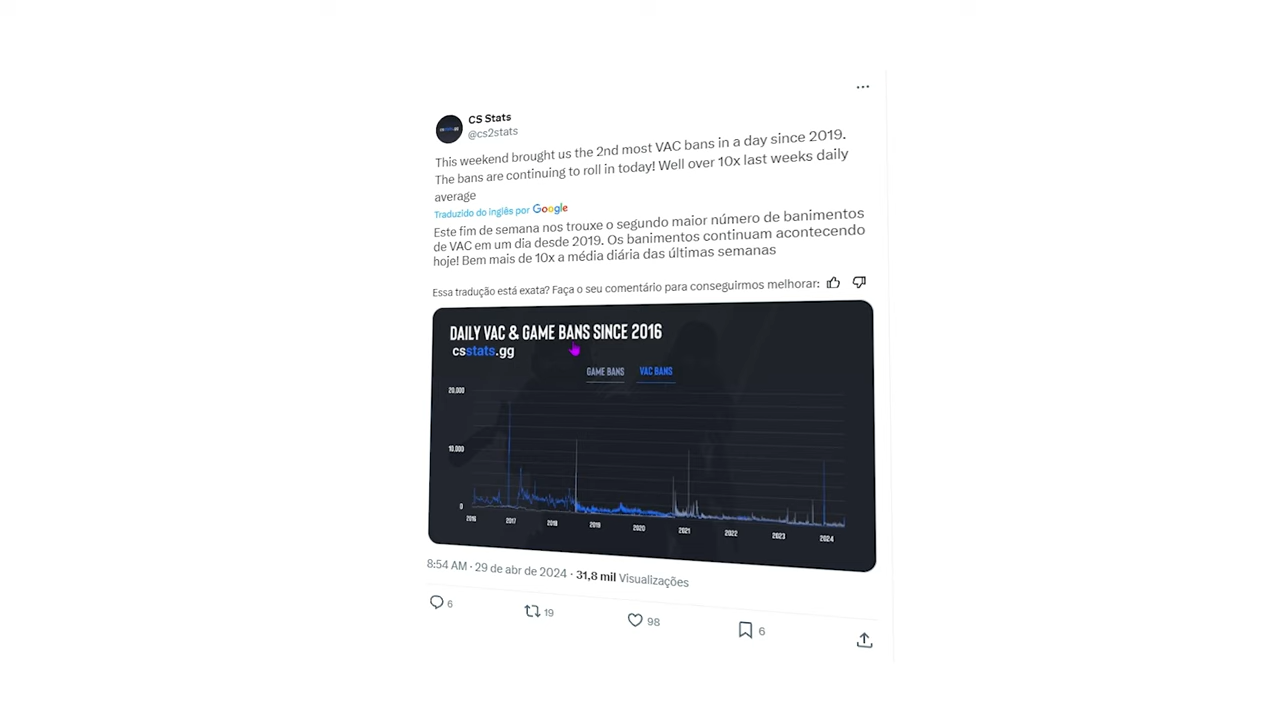 CS Stats
@cs2stats
This weekend brought us the 2nd most VAC bans in a day since 2019.
The bans are continuing to roll in today! Well over 10x last weeks daily
average
Traduzido do inglês por Google
Este fim de semana nos trouxe o segundo maior número de banimentos
de VAC em um dia desde 2019. Os banimentos continuam acontecendo
hoje! Bem mais de 10x a média diária das últimas semanas
Essa tradução está exata? Faça o seu comentário para conseguirmos melhorar:
DAILY VAC & GAME BANS SINCE 2016
csstats.gg
GAME BANS VAC BANS
20,000
10,000
0
2016 2017 2018 2019 2020 2021 2022 2023 2024
8:54 AM · 29 de abr de 2024 · 31,8 mil Visualizações
6 19 98 6